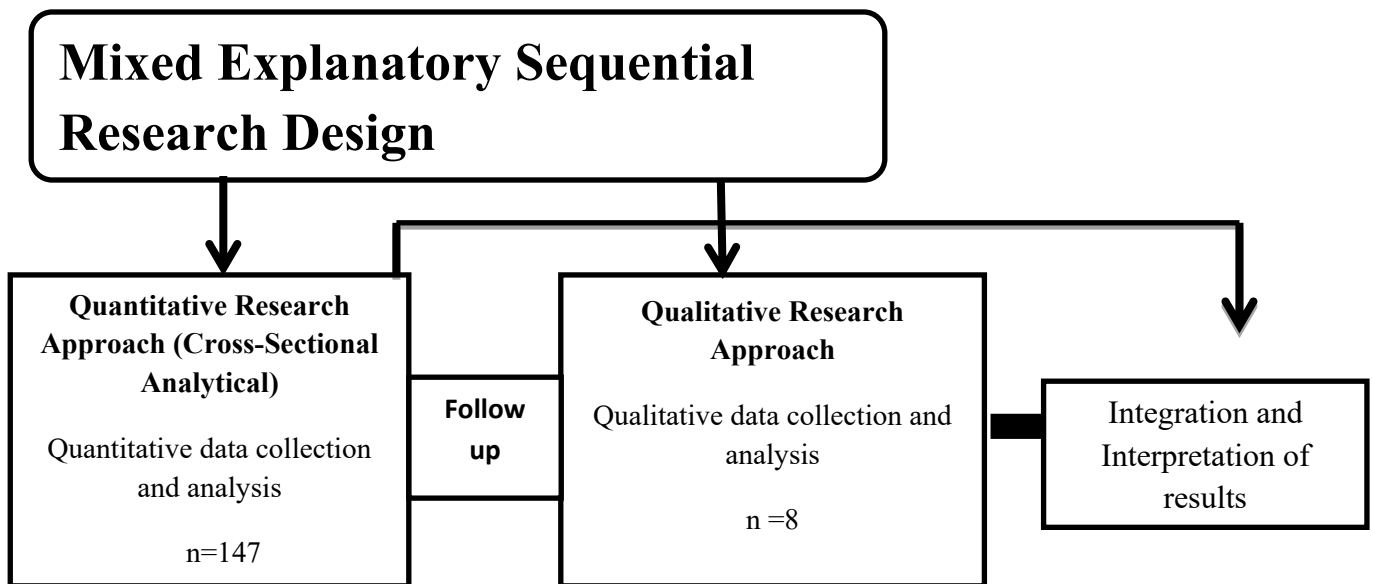 Mixed Explanatory Sequential
Research Design
Quantitative Research
Approach (Cross-Sectional
Analytical)
Quantitative data collection
and analysis
n=147
Follow
up
Qualitative Research
Approach
Qualitative data collection and
analysis
n =8
Integration and
Interpretation of
results